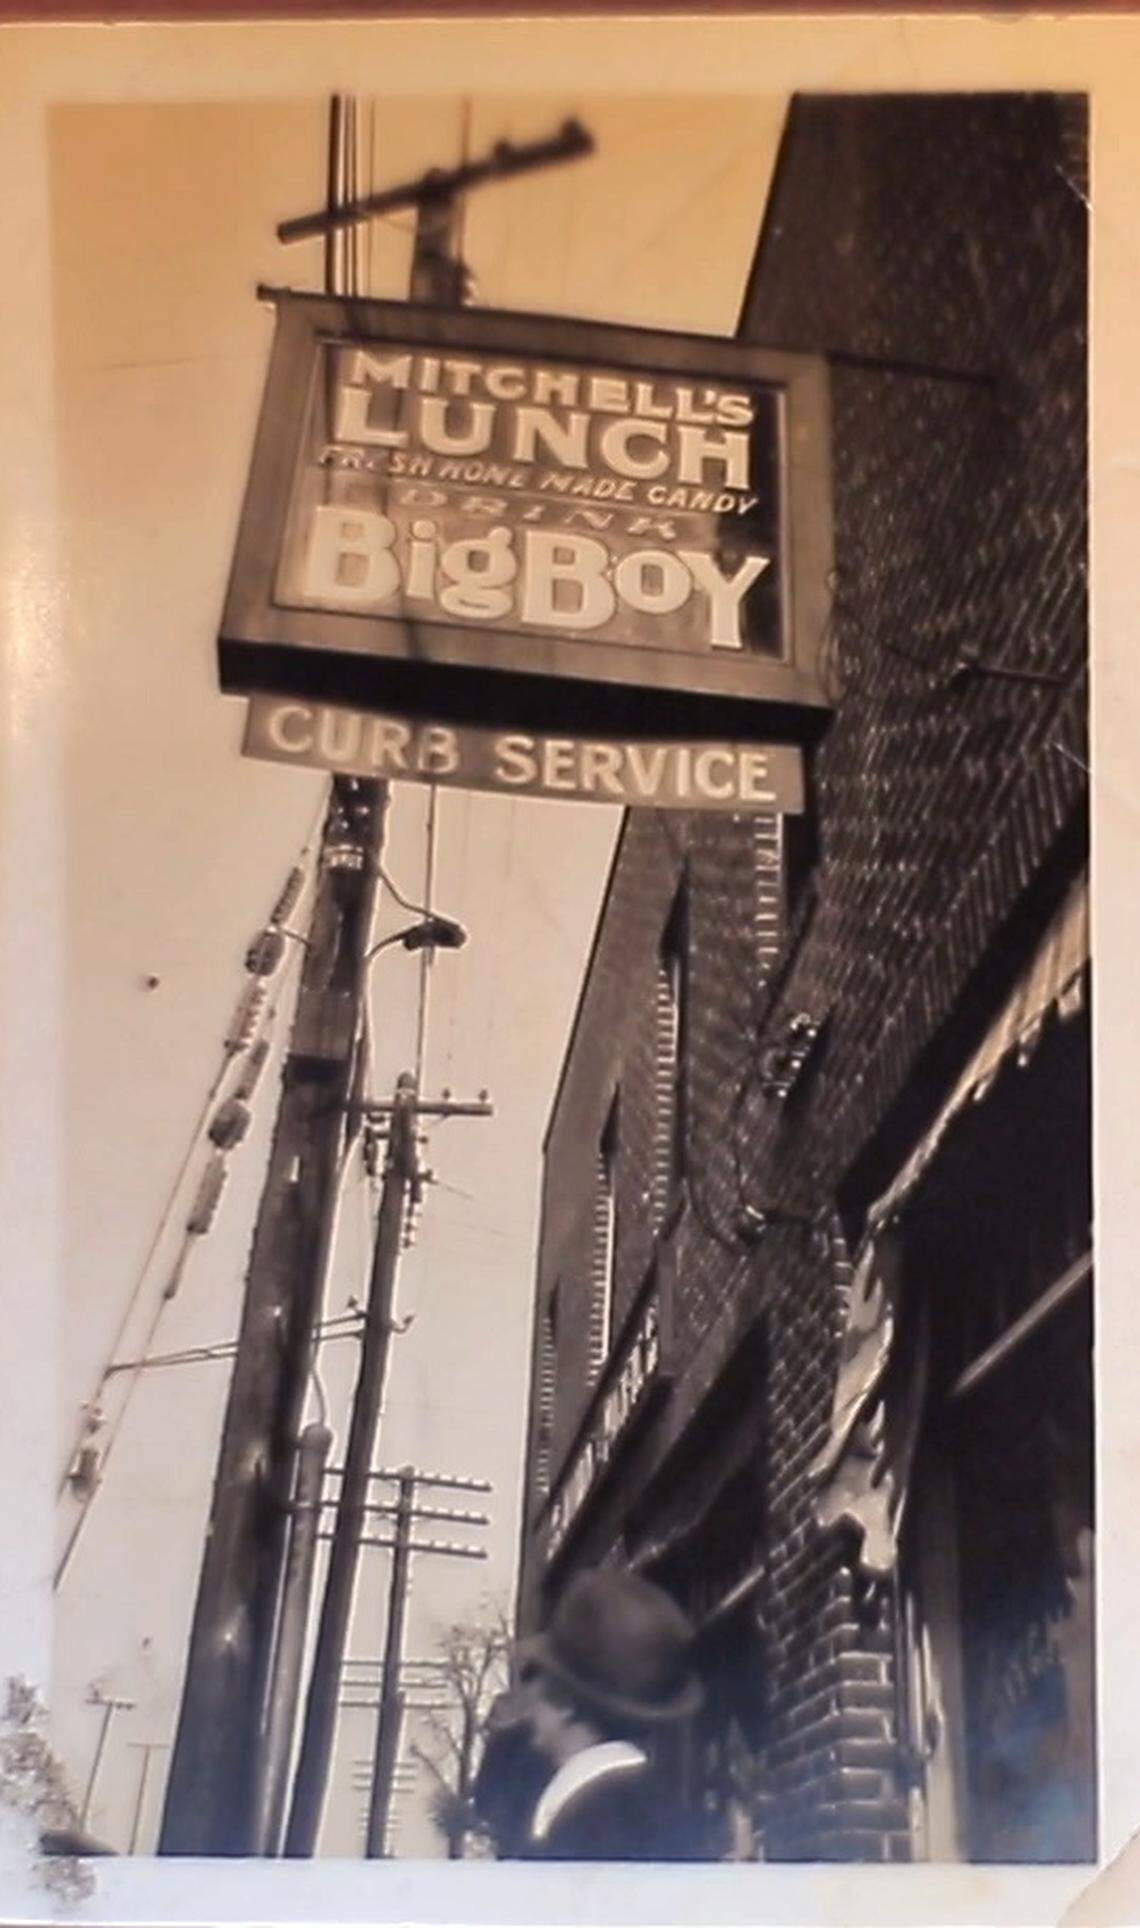 MITCHELL'S
LUNCH
FRESH HOME MADE CANDY
DRINK
BigBOY
CURB SERVICE